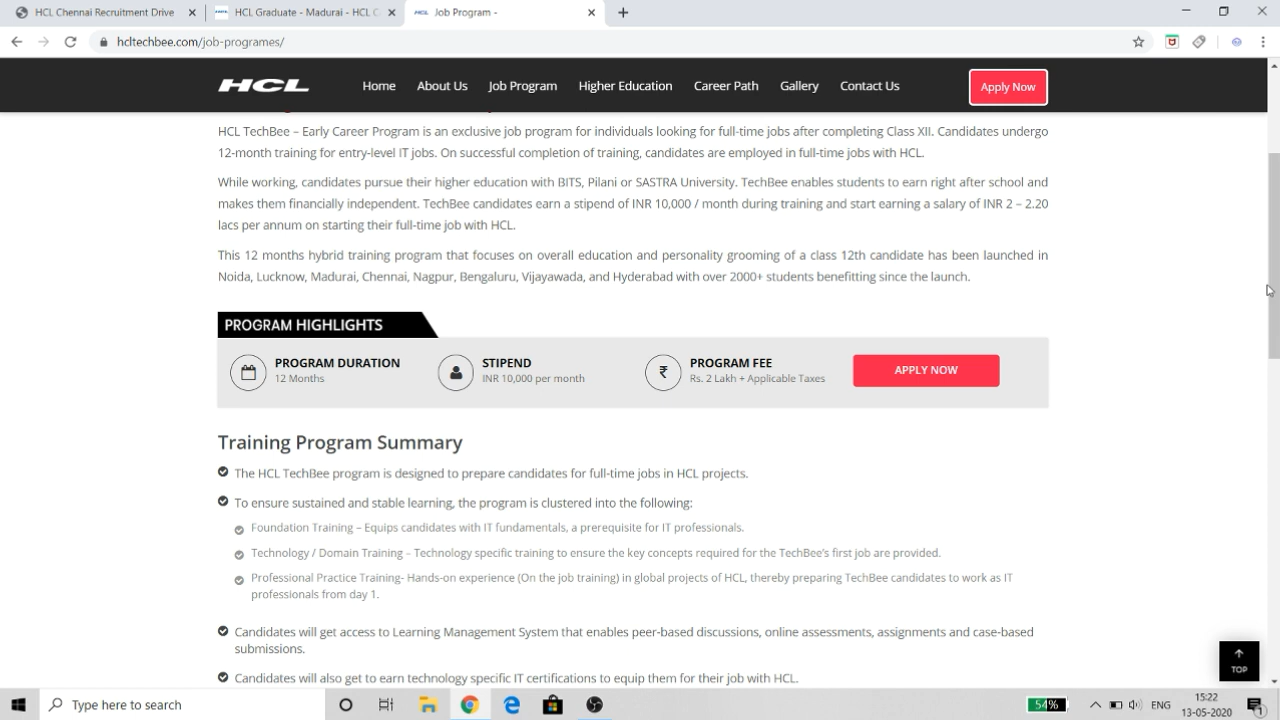 HCL Chennai Recruitment Drive
HCL Graduate - Madurai - HCL C
HCL
Job Program -
hcltechbee.com/job-programes/
HCL
Home
About Us
Job Program
Higher Education
Career Path
Gallery
Contact Us
Apply Now
HCL TechBee – Early Career Program is an exclusive job program for individuals looking for full-time jobs after completing Class XII. Candidates undergo
12-month training for entry-level IT jobs. On successful completion of training, candidates are employed in full-time jobs with HCL.
While working, candidates pursue their higher education with BITS, Pilani or SASTRA University. TechBee enables students to earn right after school and
makes them financially independent. TechBee candidates earn a stipend of INR 10,000 / month during training and start earning a salary of INR 2 – 2.20
lacs per annum on starting their full-time job with HCL.
This 12 months hybrid training program that focuses on overall education and personality grooming of a class 12th candidate has been launched in
Noida, Lucknow, Madurai, Chennai, Nagpur, Bengaluru, Vijayawada, and Hyderabad with over 2000+ students benefitting since the launch.
PROGRAM HIGHLIGHTS
PROGRAM DURATION
12 Months
STIPEND
INR 10,000 per month
₹
PROGRAM FEE
Rs. 2 Lakh + Applicable Taxes
APPLY NOW
Training Program Summary
The HCL TechBee program is designed to prepare candidates for full-time jobs in HCL projects.
To ensure sustained and stable learning, the program is clustered into the following:
Foundation Training – Equips candidates with IT fundamentals, a prerequisite for IT professionals.
Technology / Domain Training – Technology specific training to ensure the key concepts required for the TechBee's first job are provided.
Professional Practice Training- Hands-on experience (On the job training) in global projects of HCL, thereby preparing TechBee candidates to work as IT
professionals from day 1.
Candidates will get access to Learning Management System that enables peer-based discussions, online assessments, assignments and case-based
submissions.
Candidates will also get to earn technology specific IT certifications to equip them for their job with HCL.
TOP
Type here to search
54%
ENG
15:22
13-05-2020
1